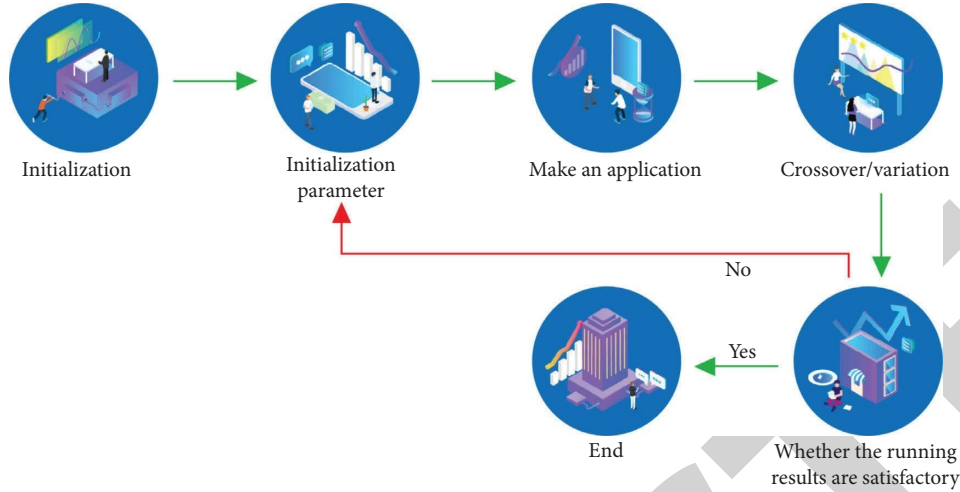 Initialization
Initialization
parameter
Make an application
Crossover/variation
No
Yes
End
Whether the running
results are satisfactory